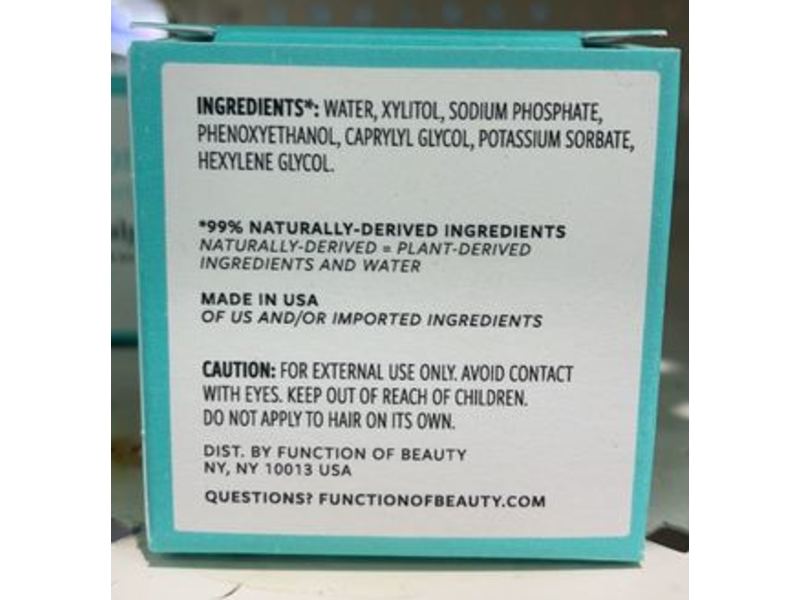 INGREDIENTS*: WATER, XYLITOL, SODIUM PHOSPHATE,
PHENOXYETHANOL, CAPRYLYL GLYCOL, POTASSIUM SORBATE,
HEXYLENE GLYCOL.
*99% NATURALLY-DERIVED INGREDIENTS
NATURALLY-DERIVED = PLANT-DERIVED
INGREDIENTS AND WATER
MADE IN USA
OF US AND/OR IMPORTED INGREDIENTS
CAUTION: FOR EXTERNAL USE ONLY. AVOID CONTACT
WITH EYES. KEEP OUT OF REACH OF CHILDREN.
DO NOT APPLY TO HAIR ON ITS OWN.
DIST. BY FUNCTION OF BEAUTY
NY, NY 10013 USA
QUESTIONS? FUNCTIONOFBEAUTY.COM